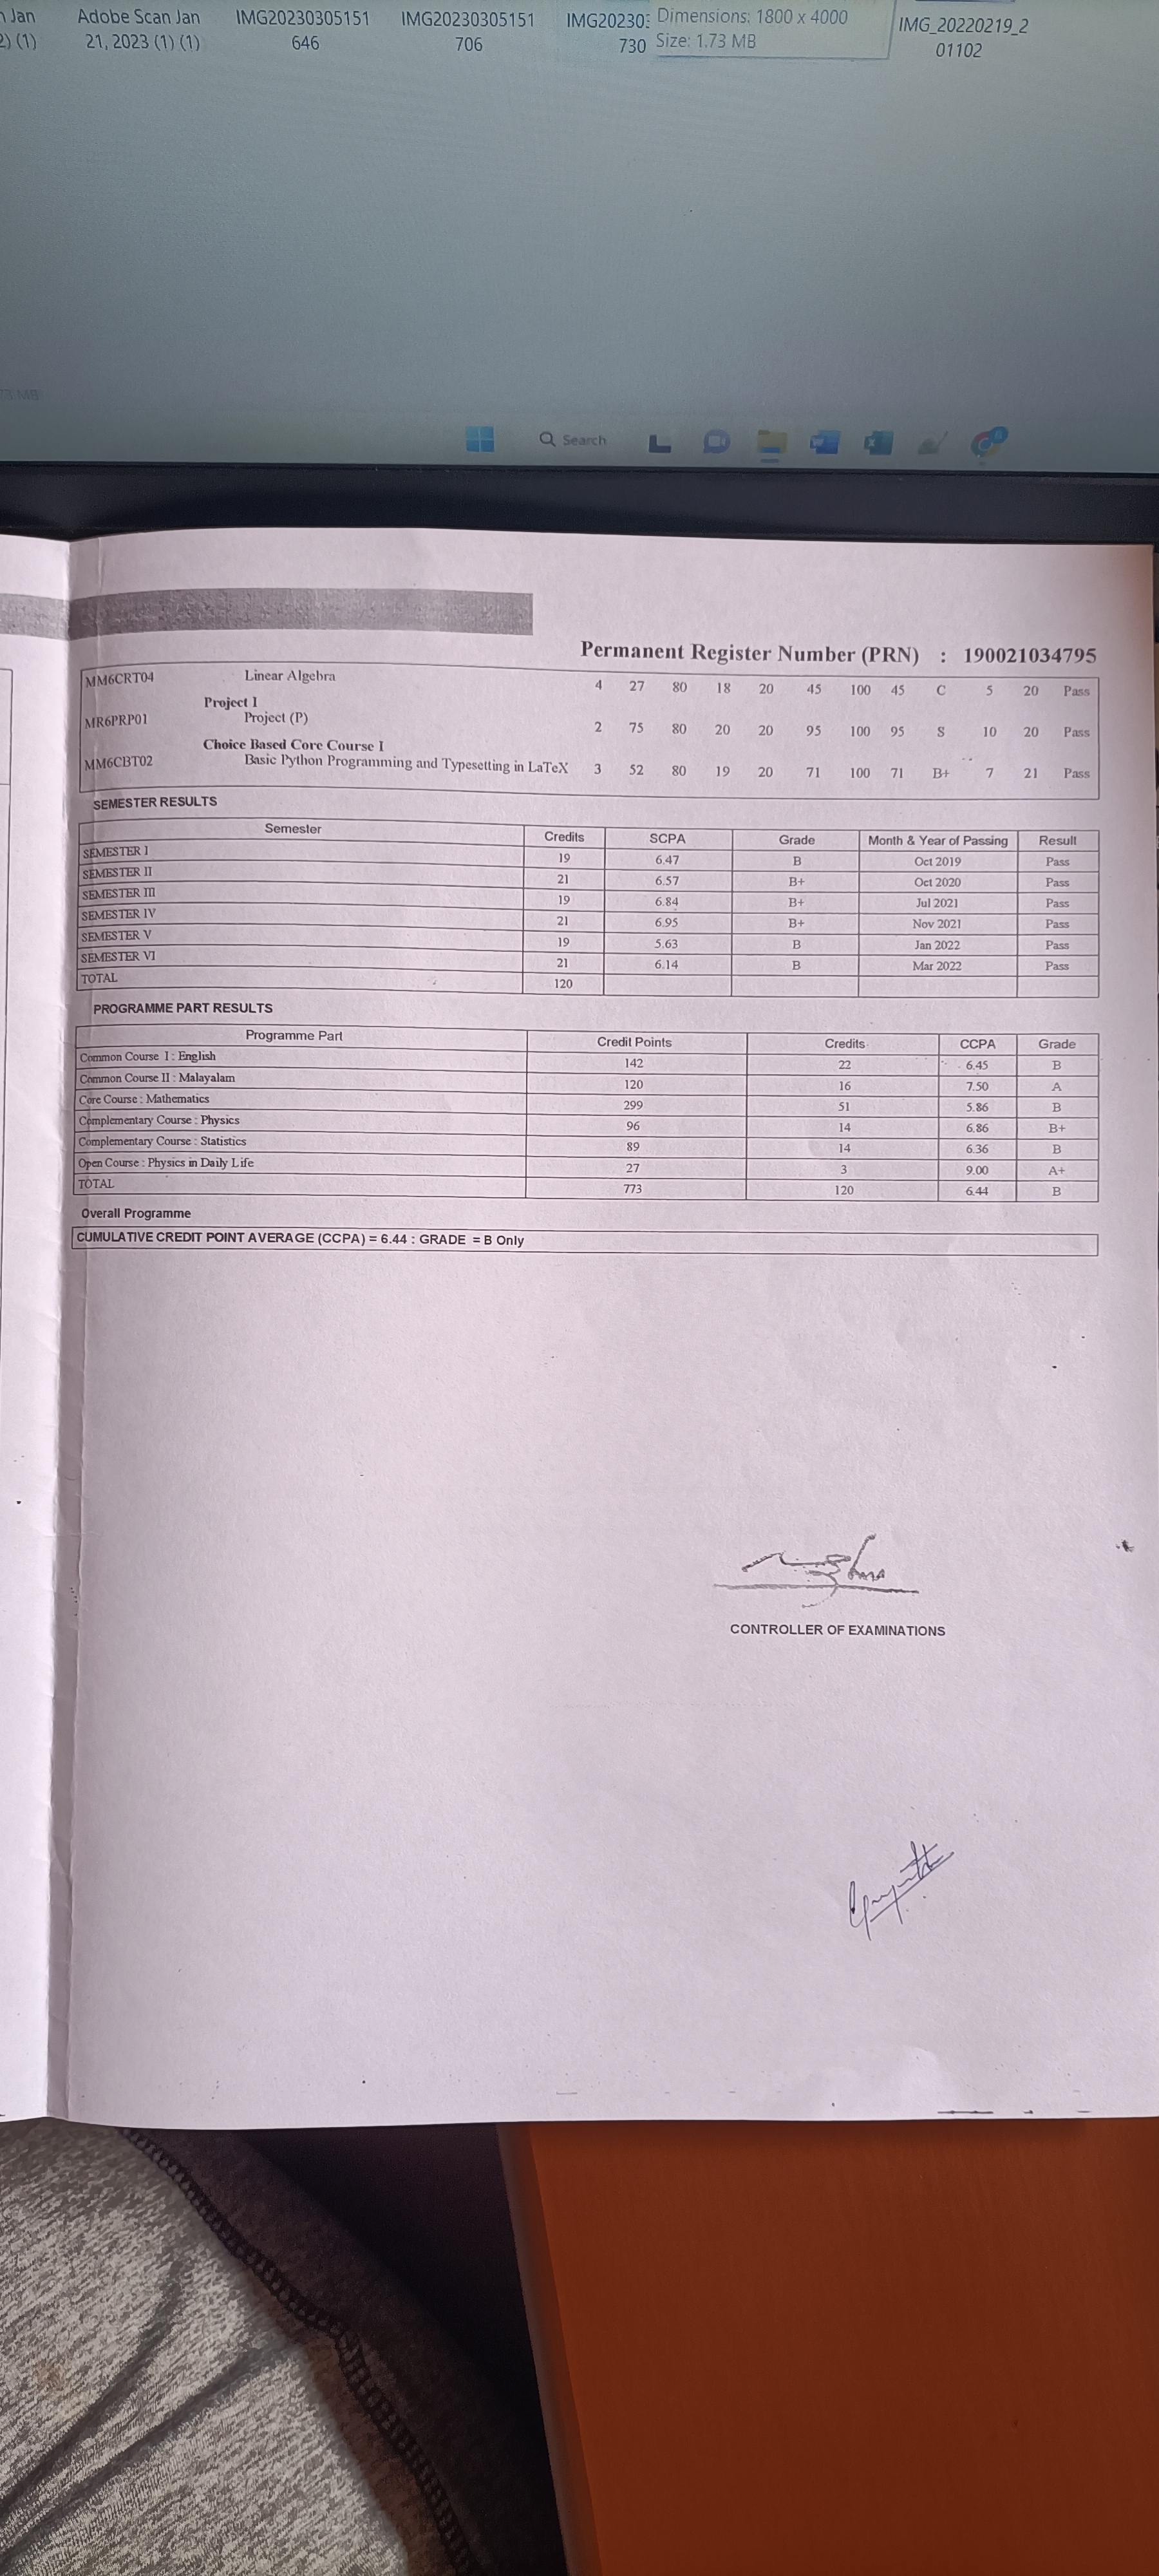 Jan
Adobe Scan Jan
IMG20230305151
IMG20230305151
Dimensions: 1800 x 4000
IMG_20220219_2
2) (1)
21, 2023 (1) (1)
646
706
730
Size: 1.73 MB
01102
Search
Permanent Register Number (PRN) : 190021034795
MM6CRT04 Linear Algebra 4 27 80 18 20 45 100 45 C 5 20 Pass
Project I
MR6PRP01 Project (P) 2 75 80 20 20 95 100 95 S 10 20 Pass
Choice Based Core Course I
MM6CBT02 Basic Python Programming and Typesetting in LaTeX 3 52 80 19 20 71 100 71 B+ 7 21 Pass
SEMESTER RESULTS
Semester Credits SCPA Grade Month & Year of Passing Result
SEMESTER I 19 6.47 B Oct 2019 Pass
SEMESTER II 21 6.57 B+ Oct 2020 Pass
SEMESTER III 19 6.84 B+ Jul 2021 Pass
SEMESTER IV 21 6.95 B+ Nov 2021 Pass
SEMESTER V 19 5.63 B Jan 2022 Pass
SEMESTER VI 21 6.14 B Mar 2022 Pass
TOTAL 120
PROGRAMME PART RESULTS
Programme Part Credit Points Credits CCPA Grade
Common Course I : English 142 22 6.45 B
Common Course II : Malayalam 120 16 7.50 A
Core Course : Mathematics 299 51 5.86 B
Complementary Course : Physics 96 14 6.86 B+
Complementary Course : Statistics 89 14 6.36 B
Open Course : Physics in Daily Life 27 3 9.00 A+
TOTAL 773 120 6.44 B
Overall Programme
CUMULATIVE CREDIT POINT AVERAGE (CCPA) = 6.44 : GRADE = B Only
CONTROLLER OF EXAMINATIONS